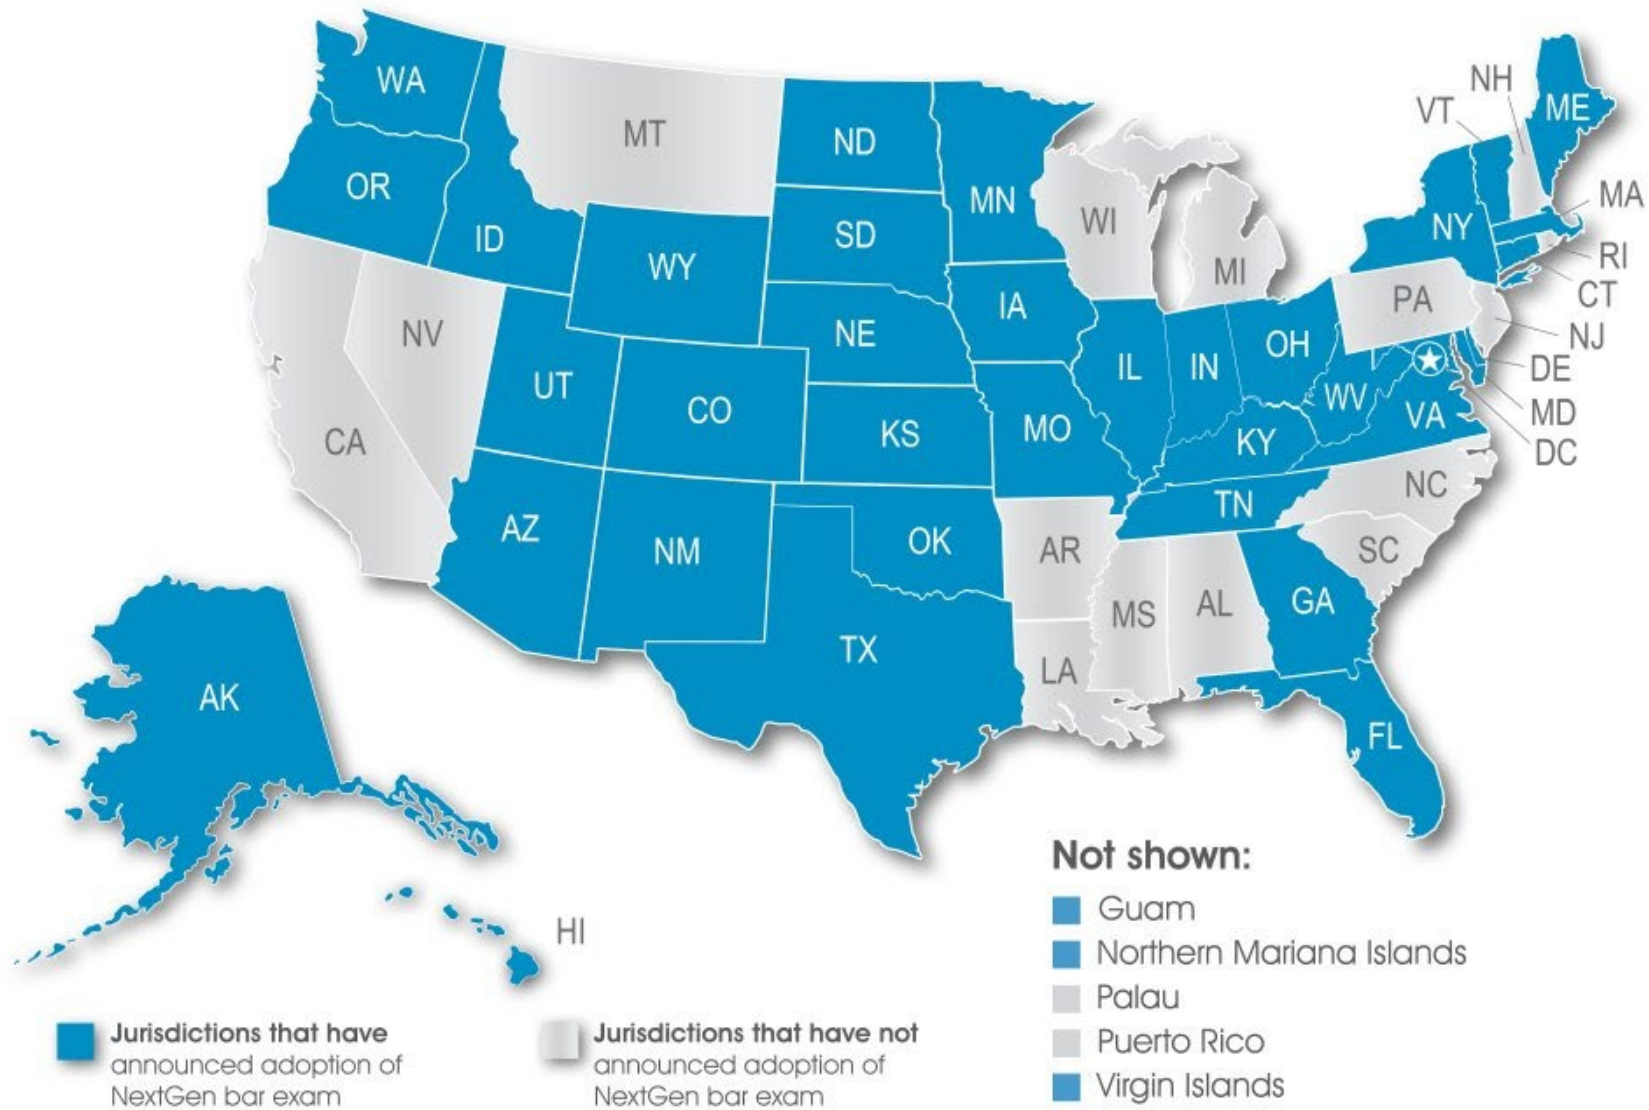 NH
WA
ME
VT
MT
ND
OR
MN
MA
ID
WI
NY
SD
WY
MI
RI
CT
IA
PA
NV
NE
NJ
OH
IL
IN
DE
UT
WV
CO
VA
MD
KS
MO
KY
CA
DC
NC
TN
AZ
OK
NM
AR
SC
GA
MS
AL
TX
LA
AK
FL
HI
Not shown:
Guam
Northern Mariana Islands
Palau
Puerto Rico
Virgin Islands
Jurisdictions that have
announced adoption of
NextGen bar exam
Jurisdictions that have not
announced adoption of
NextGen bar exam